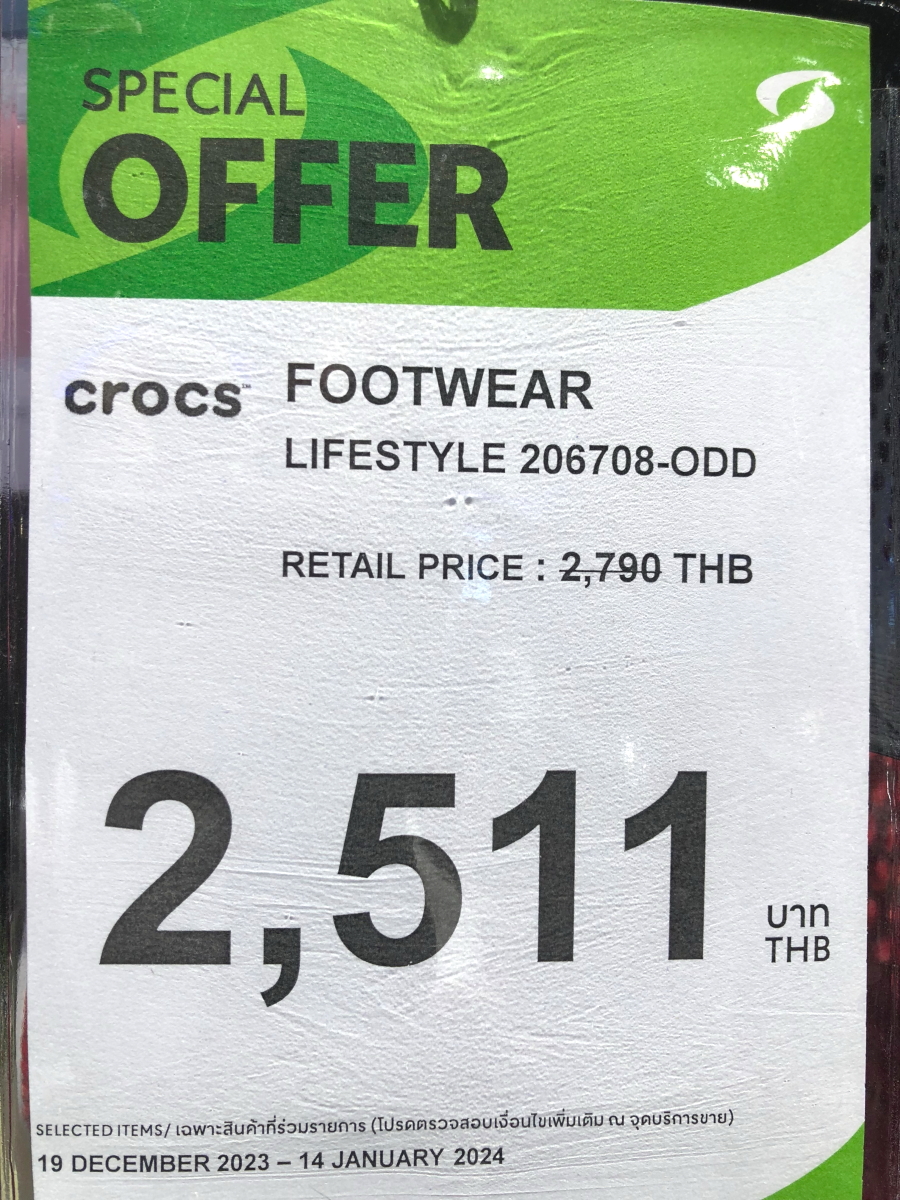 SPECIAL
OFFER
crocs™ FOOTWEAR
LIFESTYLE 206708-ODD
RETAIL PRICE : 2,790 THB
2,511 บาท
THB
SELECTED ITEMS/ เฉพาะสินค้าที่ร่วมรายการ (โปรดตรวจสอบเงื่อนไขเพิ่มเติม ณ จุดบริการขาย)
19 DECEMBER 2023 – 14 JANUARY 2024